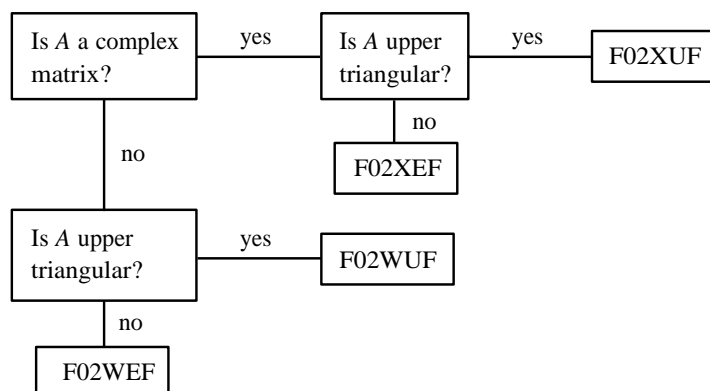 Is A a complex
matrix?
yes
Is A upper
triangular?
yes
F02XUF
no
F02XEF
no
Is A upper
triangular?
yes
F02WUF
no
F02WEF